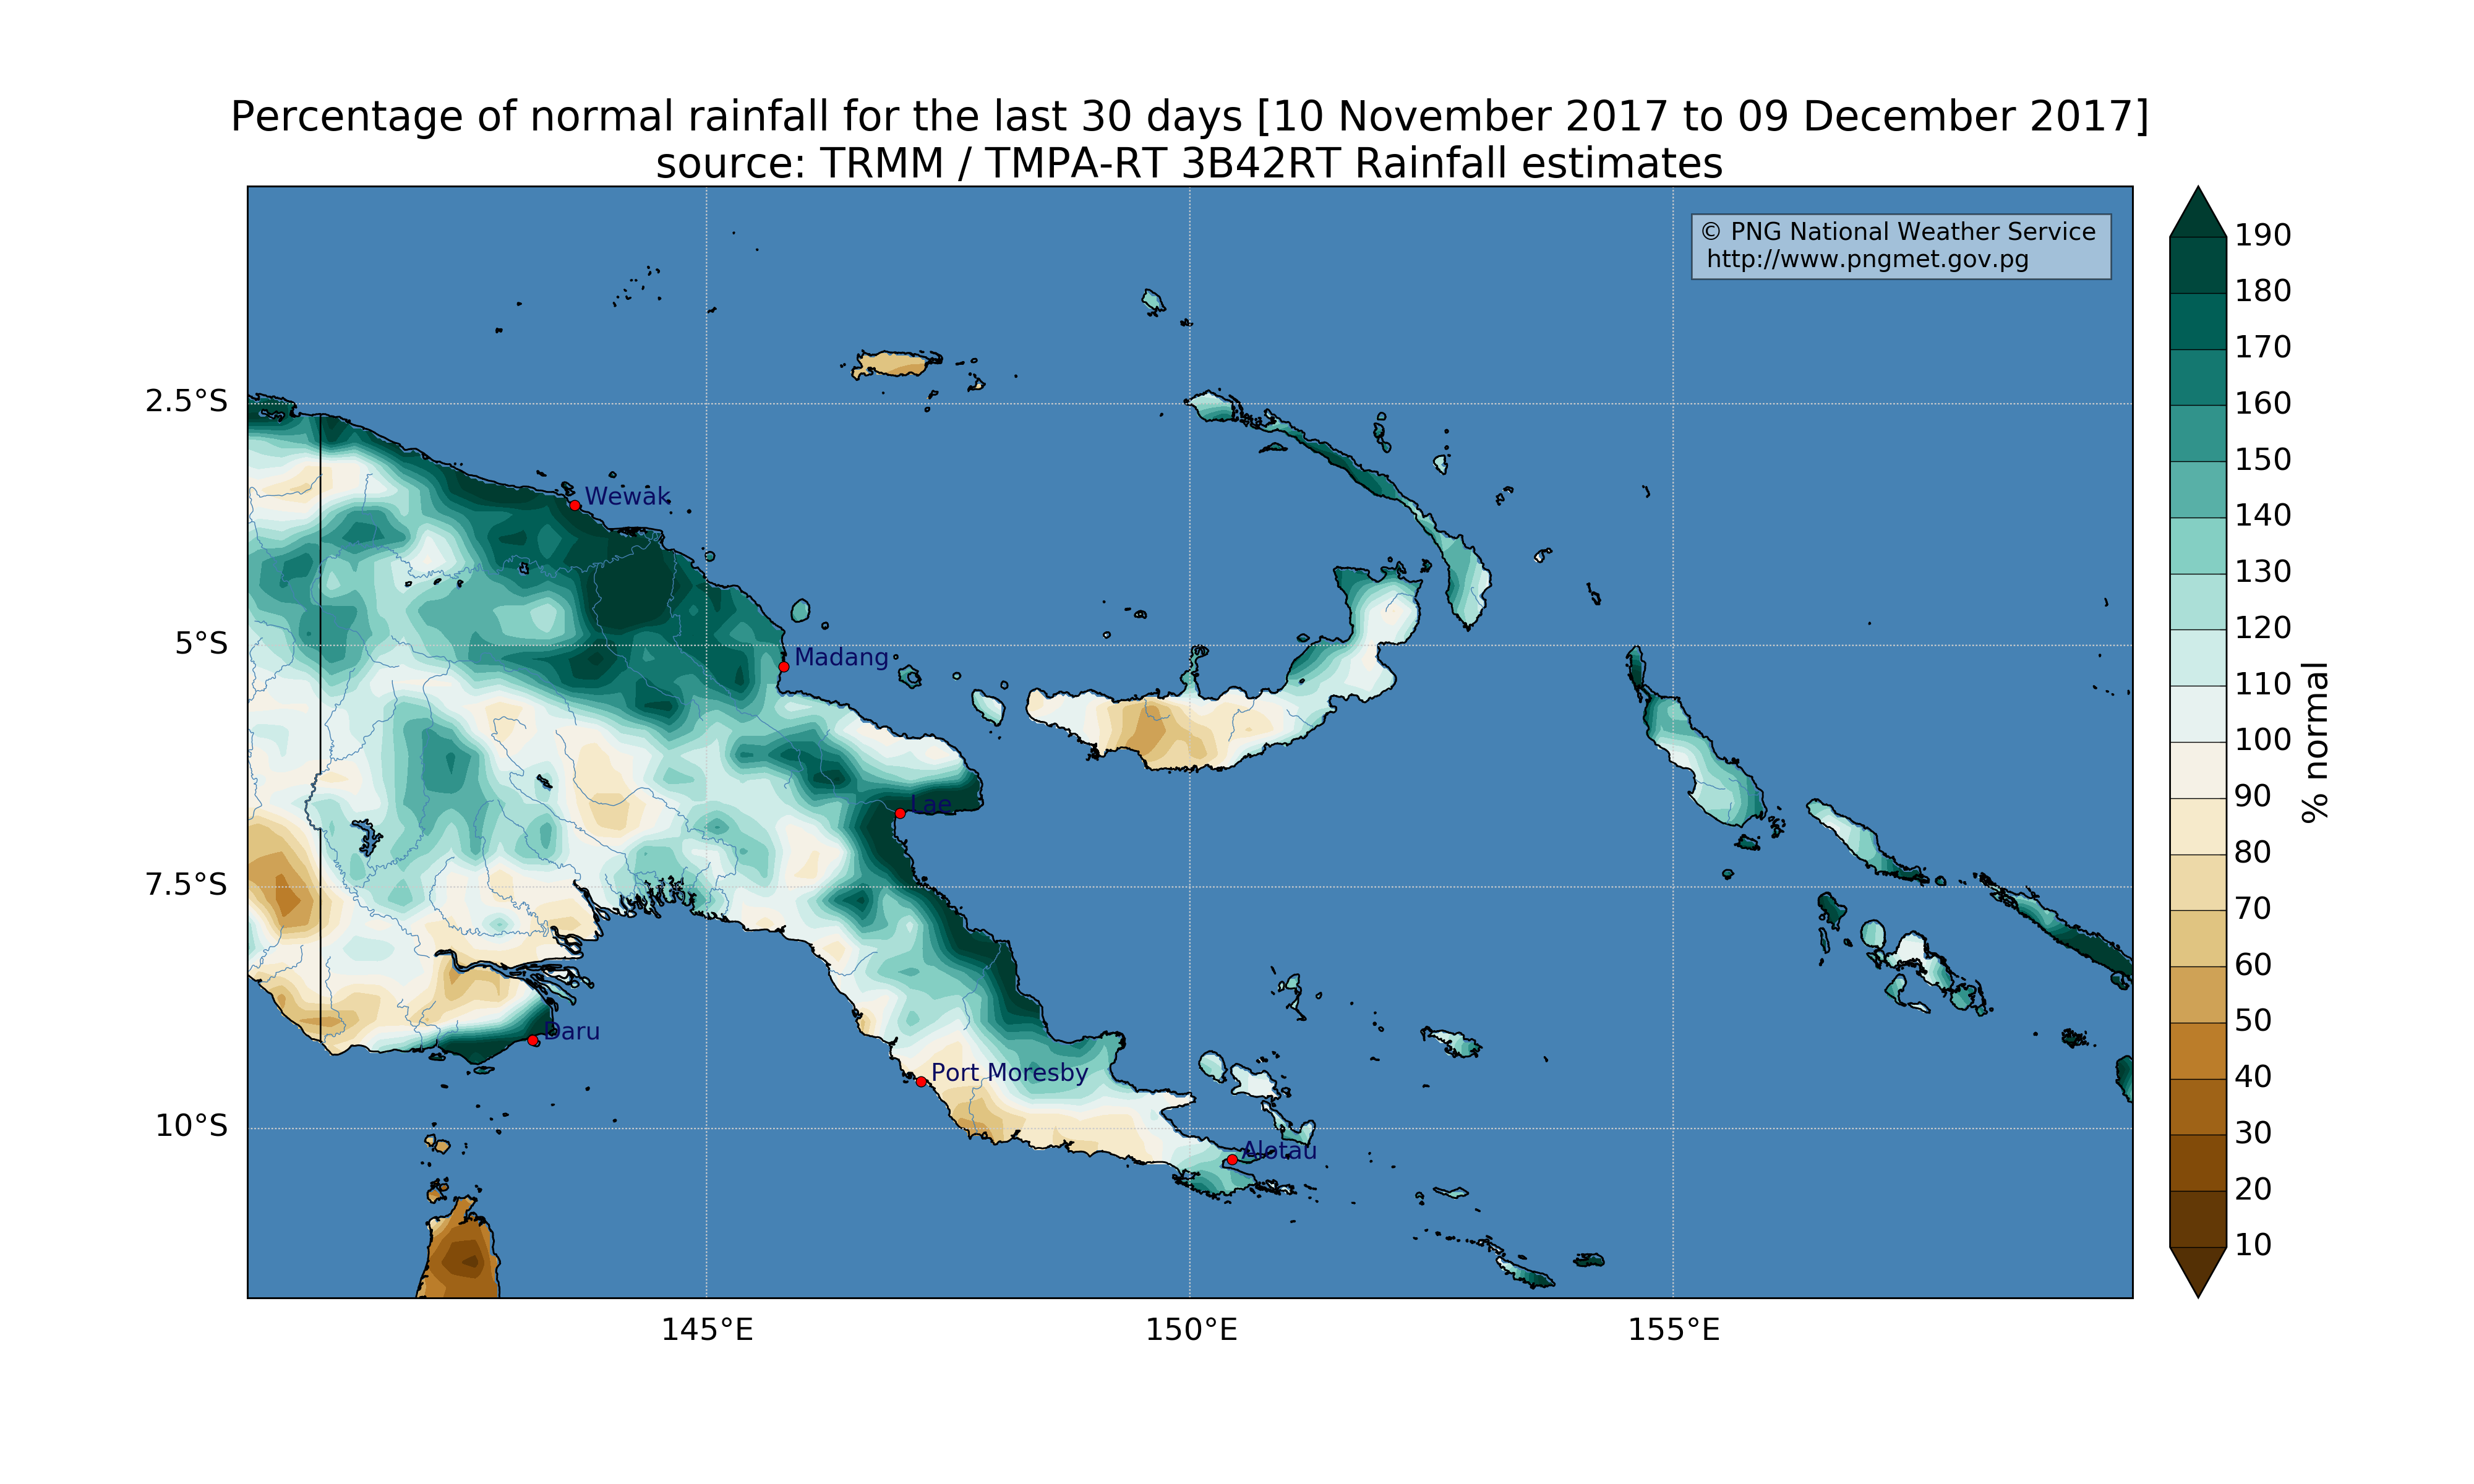 Percentage of normal rainfall for the last 30 days [10 November 2017 to 09 December 2017]
source: TRMM / TMPA-RT 3B42RT Rainfall estimates
© PNG National Weather Service
http://www.pngmet.gov.pg
2.5°S
5°S
7.5°S
10°S
Wewak
Madang
Lae
Daru
Port Moresby
Alotau
145°E
150°E
155°E
190
180
170
160
150
140
130
120
110
100
90
80
70
60
50
40
30
20
10
% normal